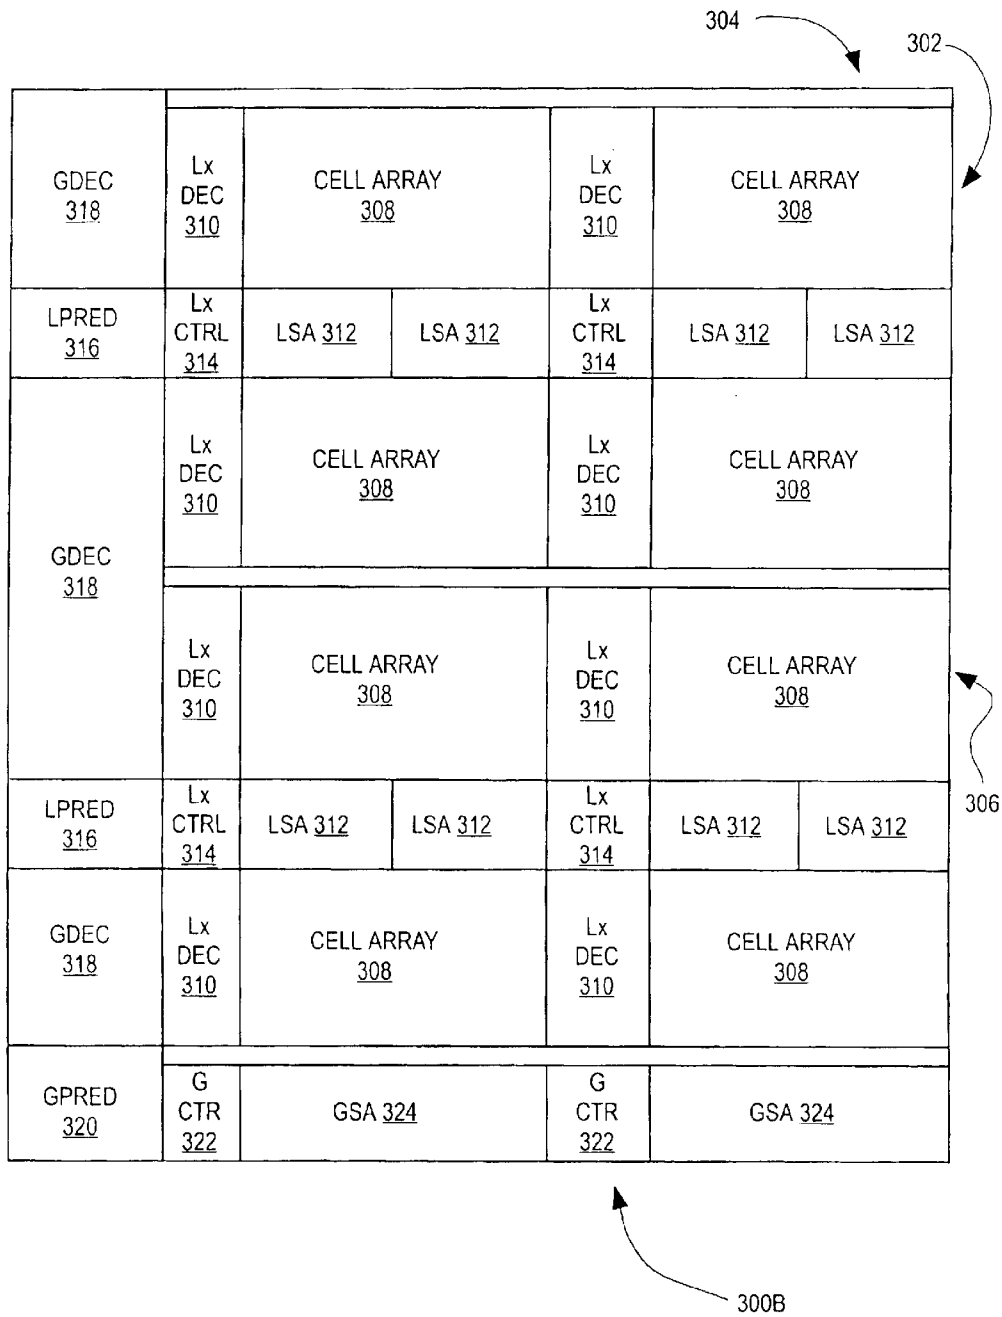 304
302
GDEC
318
Lx
DEC
310
CELL ARRAY
308
Lx
DEC
310
CELL ARRAY
308
LPRED
316
Lx
CTRL
314
LSA 312
LSA 312
Lx
CTRL
314
LSA 312
LSA 312
GDEC
318
Lx
DEC
310
CELL ARRAY
308
Lx
DEC
310
CELL ARRAY
308
Lx
DEC
310
CELL ARRAY
308
Lx
DEC
310
CELL ARRAY
308
306
LPRED
316
Lx
CTRL
314
LSA 312
LSA 312
Lx
CTRL
314
LSA 312
LSA 312
GDEC
318
Lx
DEC
310
CELL ARRAY
308
Lx
DEC
310
CELL ARRAY
308
GPRED
320
G
CTR
322
GSA 324
G
CTR
322
GSA 324
300B